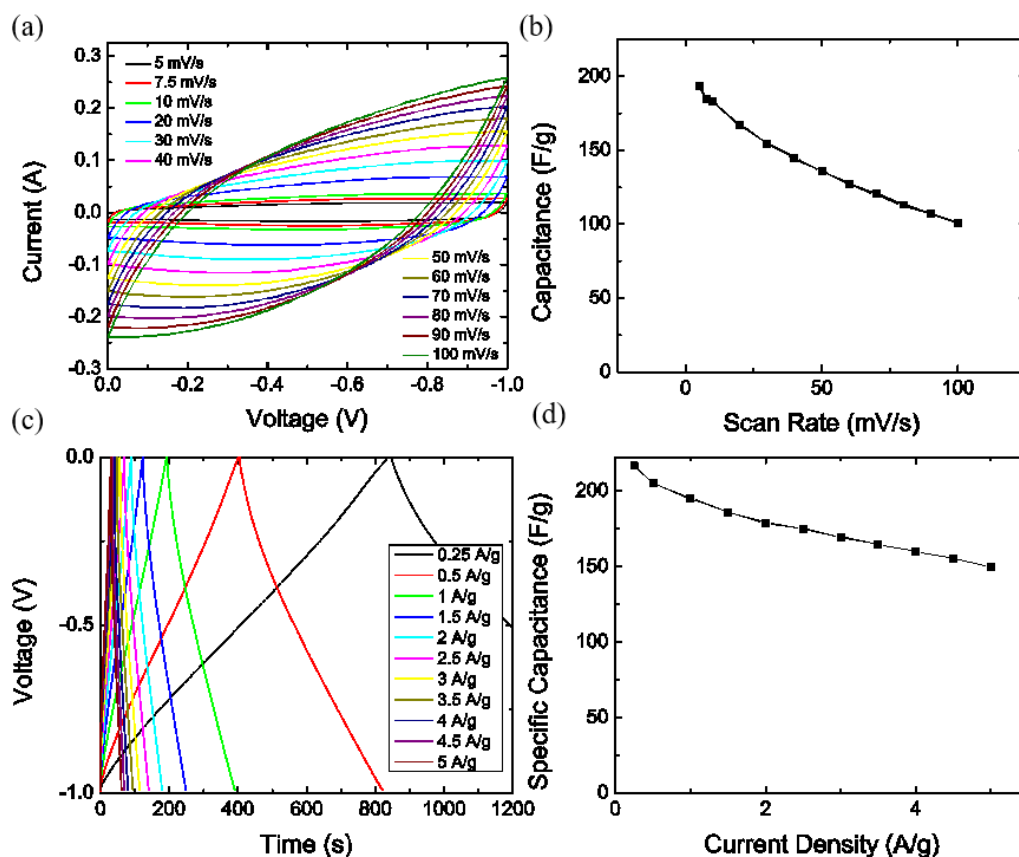 (a)
0.3
0.2
0.1
0.0
-0.1
-0.2
-0.3
Current (A)
5 mV/s
7.5 mV/s
10 mV/s
20 mV/s
30 mV/s
40 mV/s
50 mV/s
60 mV/s
70 mV/s
80 mV/s
90 mV/s
100 mV/s
0.0 -0.2 -0.4 -0.6 -0.8 -1.0
Voltage (V)
(b)
200
150
100
50
0
Capacitance (F/g)
0 50 100
Scan Rate (mV/s)
(c)
0.0
-0.5
-1.0
Voltage (V)
0.25 A/g
0.5 A/g
1 A/g
1.5 A/g
2 A/g
2.5 A/g
3 A/g
3.5 A/g
4 A/g
4.5 A/g
5 A/g
0 200 400 600 800 1000 1200
Time (s)
(d)
200
150
100
50
0
Specific Capacitance (F/g)
0 2 4
Current Density (A/g)